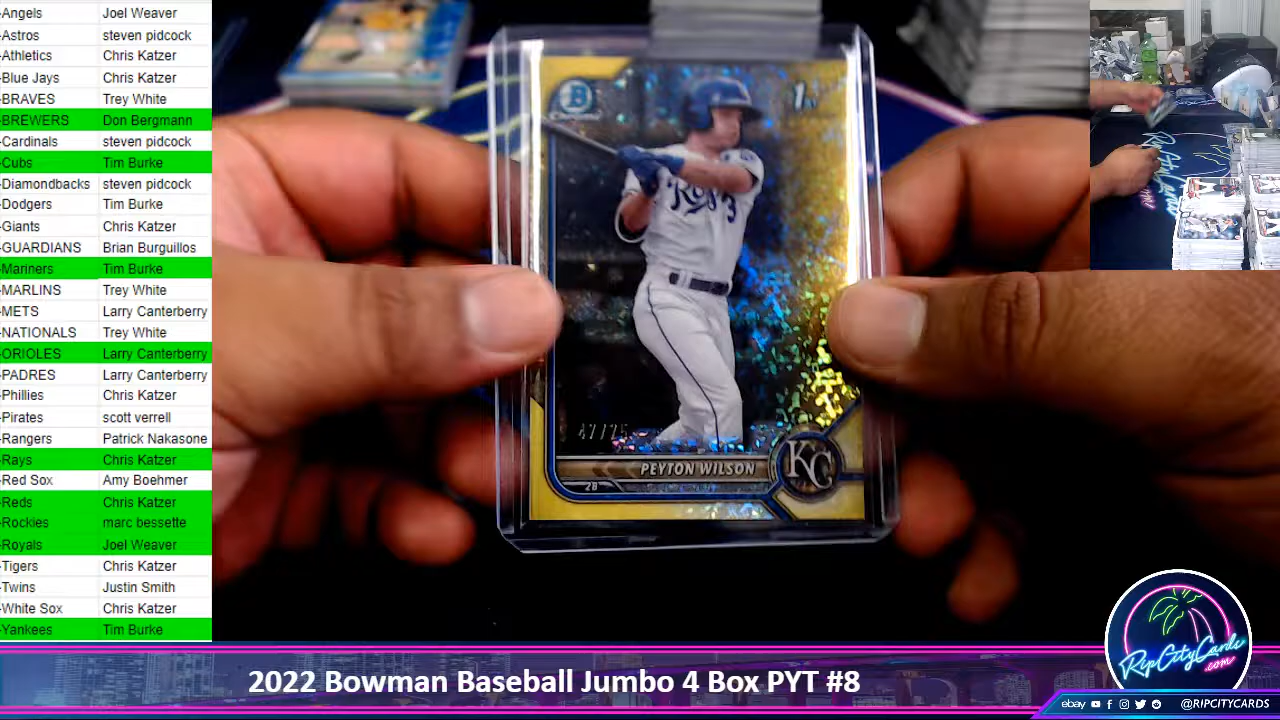 -Angels Joel Weaver
-Astros steven pidcock
-Athletics Chris Katzer
-Blue Jays Chris Katzer
-BRAVES Trey White
-BREWERS Don Bergmann
-Cardinals steven pidcock
-Cubs Tim Burke
-Diamondbacks steven pidcock
-Dodgers Tim Burke
-Giants Chris Katzer
-GUARDIANS Brian Burguillos
-Mariners Tim Burke
-MARLINS Trey White
-METS Larry Canterberry
-NATIONALS Trey White
-ORIOLES Larry Canterberry
-PADRES Larry Canterberry
-Phillies Chris Katzer
-Pirates scott verrell
-Rangers Patrick Nakasone
-Rays Chris Katzer
-Red Sox Amy Boehmer
-Reds Chris Katzer
-Rockies marc bessette
-Royals Joel Weaver
-Tigers Chris Katzer
-Twins Justin Smith
-White Sox Chris Katzer
-Yankees Tim Burke
B
1st
Royals 3
PEYTON WILSON
2B
KC
RipCityCards
.com
2022 Bowman Baseball Jumbo 4 Box PYT #8
ebay @RIPCITYCARDS